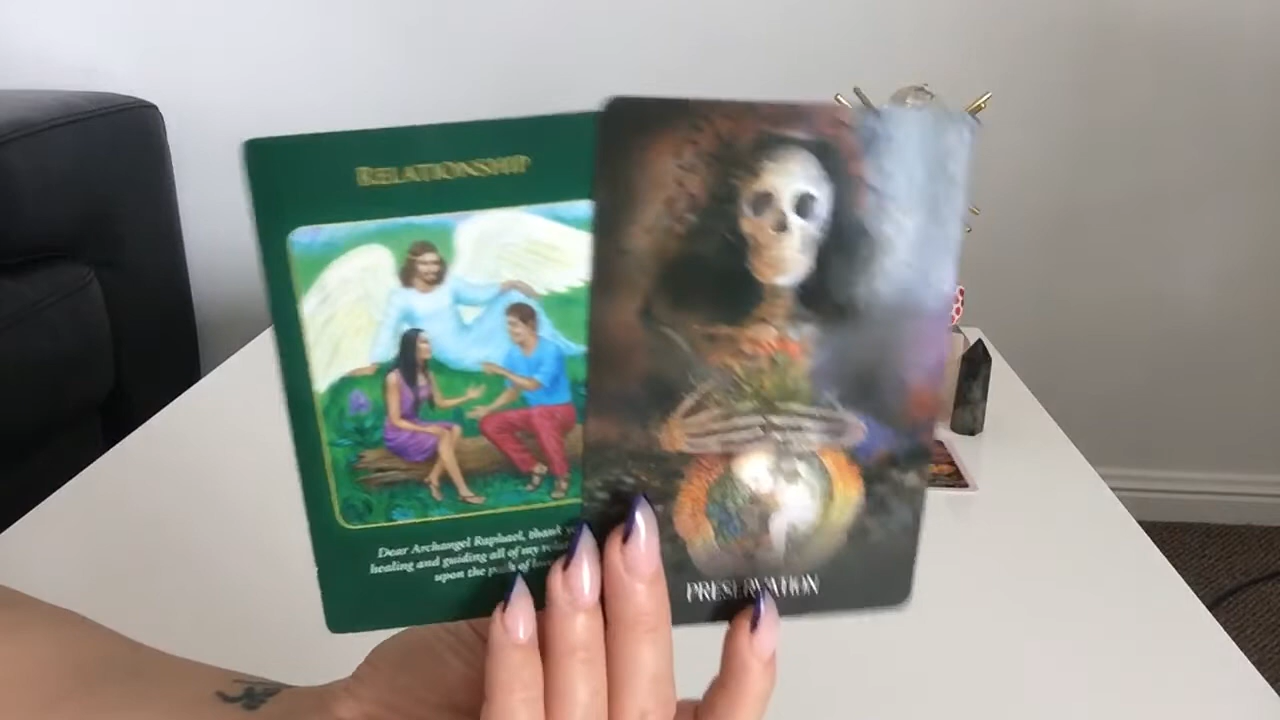 RELATIONSHIP
Dear Archangel Raphael, thank
healing and guiding all of my
upon the path of
PRESERVATION